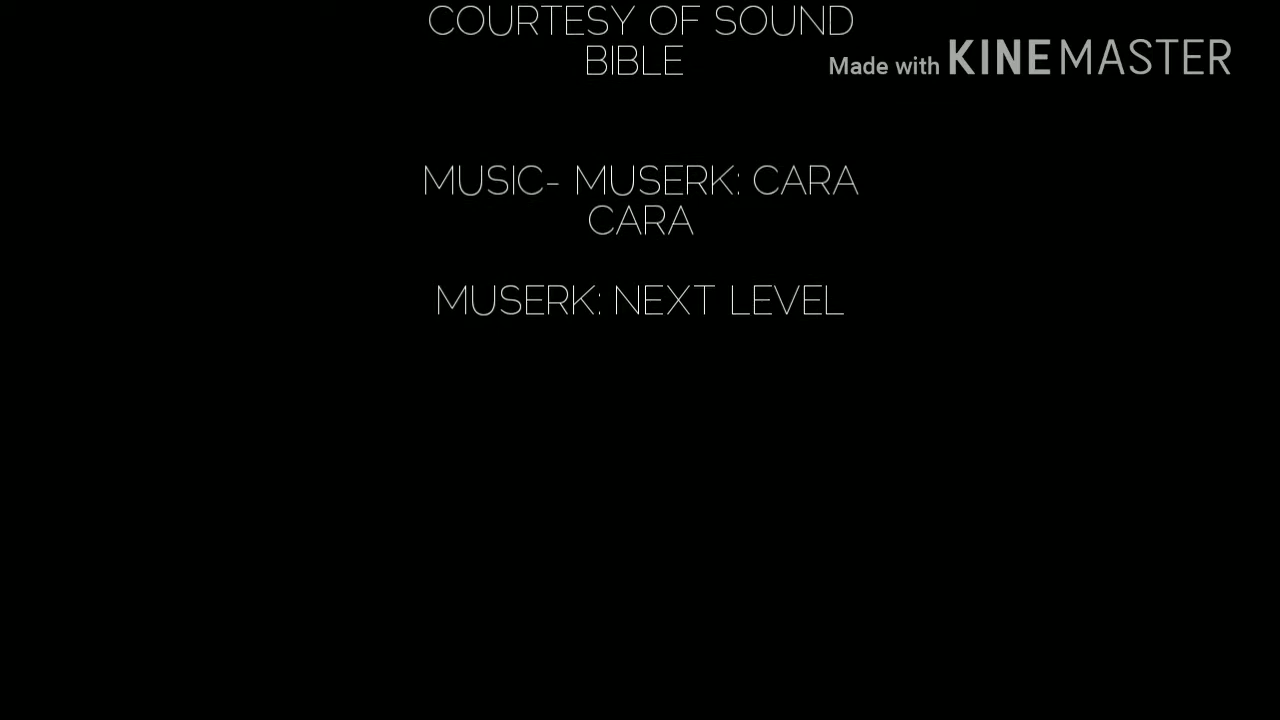 COURTESY OF SOUND
BIBLE
Made with KINEMASTER
MUSIC- MUSERK: CARA
CARA
MUSERK: NEXT LEVEL